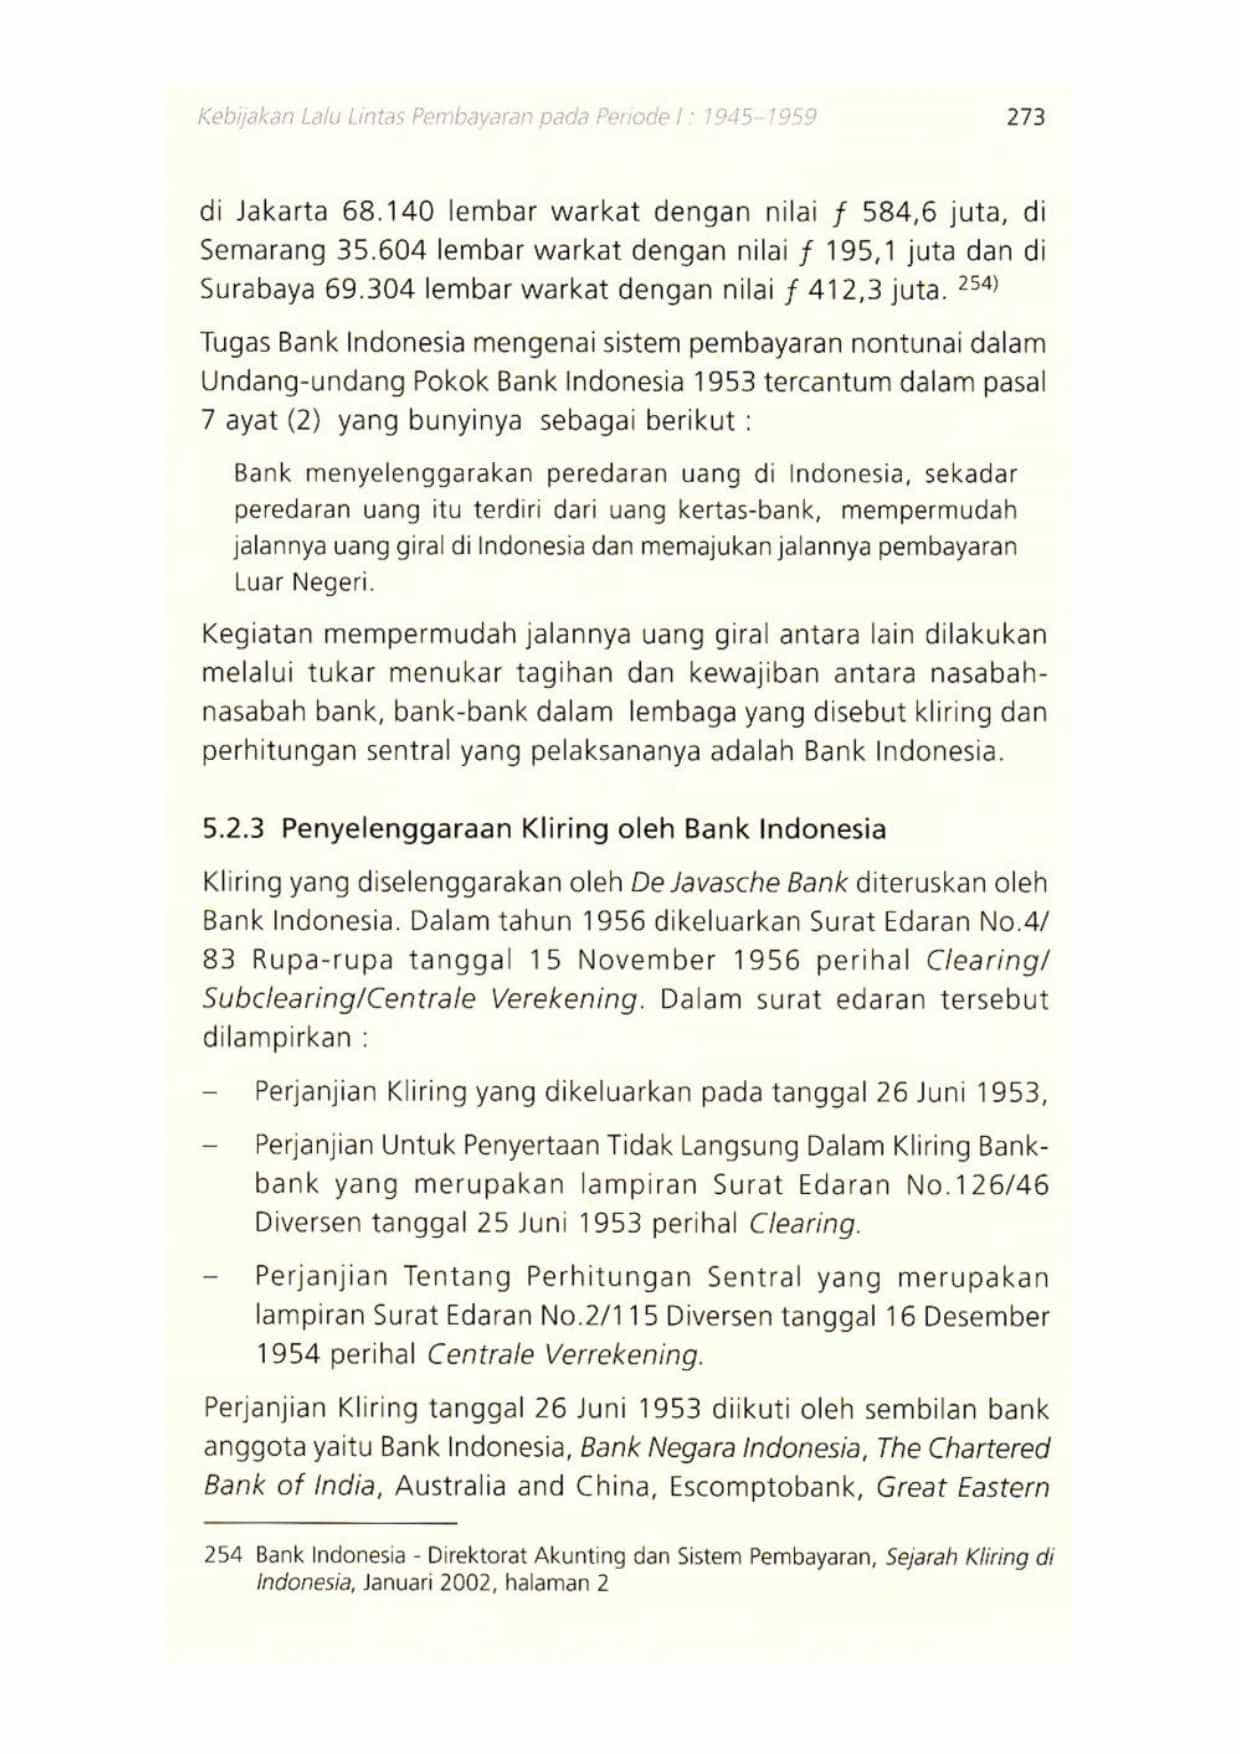 Kebijakan Lalu Lintas Pembayaran pada Periode I : 1945–1959 273
di Jakarta 68.140 lembar warkat dengan nilai ƒ 584,6 juta, di
Semarang 35.604 lembar warkat dengan nilai ƒ 195,1 juta dan di
Surabaya 69.304 lembar warkat dengan nilai ƒ 412,3 juta. 254)
Tugas Bank Indonesia mengenai sistem pembayaran nontunai dalam
Undang-undang Pokok Bank Indonesia 1953 tercantum dalam pasal
7 ayat (2) yang bunyinya sebagai berikut :
Bank menyelenggarakan peredaran uang di Indonesia, sekadar
peredaran uang itu terdiri dari uang kertas-bank, mempermudah
jalannya uang giral di Indonesia dan memajukan jalannya pembayaran
Luar Negeri.
Kegiatan mempermudah jalannya uang giral antara lain dilakukan
melalui tukar menukar tagihan dan kewajiban antara nasabah-
nasabah bank, bank-bank dalam lembaga yang disebut kliring dan
perhitungan sentral yang pelaksananya adalah Bank Indonesia.
5.2.3 Penyelenggaraan Kliring oleh Bank Indonesia
Kliring yang diselenggarakan oleh De Javasche Bank diteruskan oleh
Bank Indonesia. Dalam tahun 1956 dikeluarkan Surat Edaran No.4/
83 Rupa-rupa tanggal 15 November 1956 perihal Clearing/
Subclearing/Centrale Verekening. Dalam surat edaran tersebut
dilampirkan :
– Perjanjian Kliring yang dikeluarkan pada tanggal 26 Juni 1953,
– Perjanjian Untuk Penyertaan Tidak Langsung Dalam Kliring Bank-
bank yang merupakan lampiran Surat Edaran No.126/46
Diversen tanggal 25 Juni 1953 perihal Clearing.
– Perjanjian Tentang Perhitungan Sentral yang merupakan
lampiran Surat Edaran No.2/115 Diversen tanggal 16 Desember
1954 perihal Centrale Verrekening.
Perjanjian Kliring tanggal 26 Juni 1953 diikuti oleh sembilan bank
anggota yaitu Bank Indonesia, Bank Negara Indonesia, The Chartered
Bank of India, Australia and China, Escomptobank, Great Eastern
254 Bank Indonesia - Direktorat Akunting dan Sistem Pembayaran, Sejarah Kliring di
Indonesia, Januari 2002, halaman 2